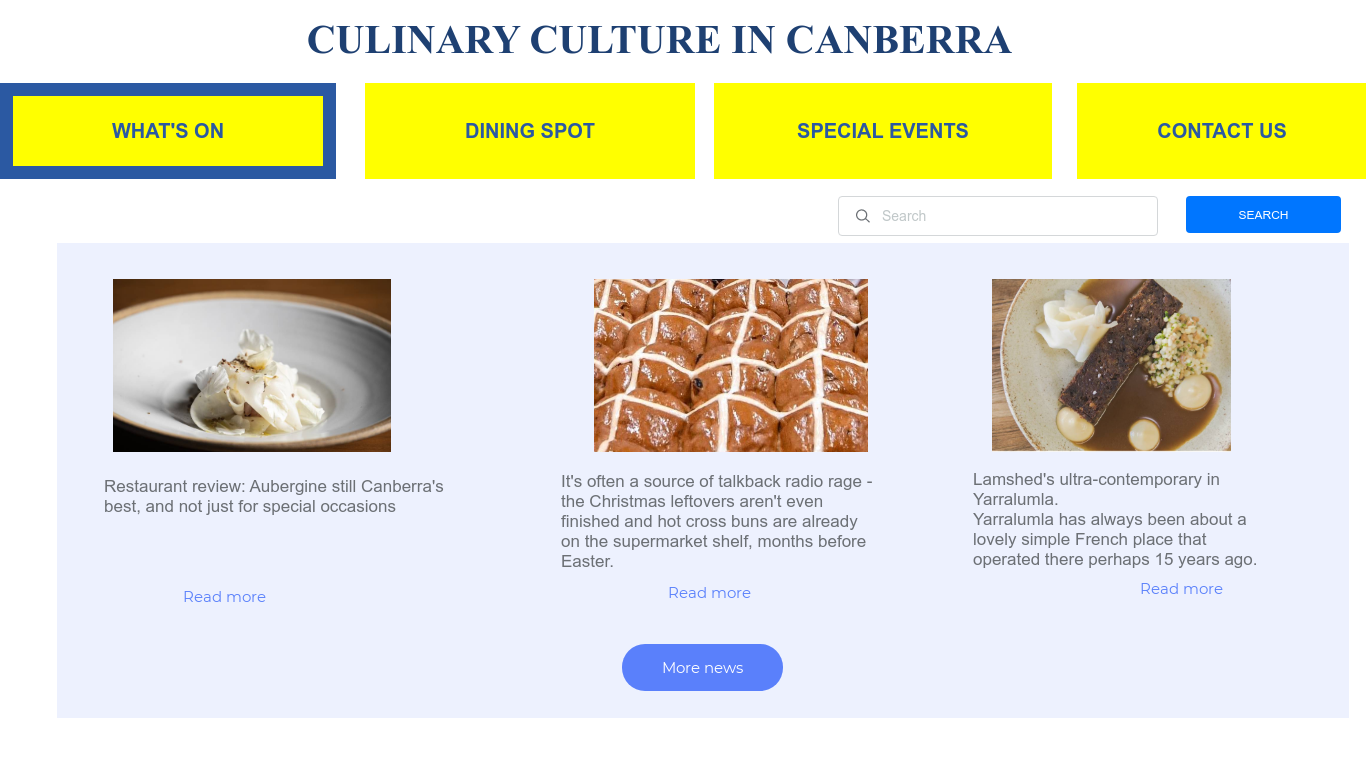 CULINARY CULTURE IN CANBERRA
WHAT'S ON
DINING SPOT
SPECIAL EVENTS
CONTACT US
Search
SEARCH
Restaurant review: Aubergine still Canberra's
best, and not just for special occasions
Read more
It's often a source of talkback radio rage -
the Christmas leftovers aren't even
finished and hot cross buns are already
on the supermarket shelf, months before
Easter.
Read more
Lamshed's ultra-contemporary in
Yarralumla.
Yarralumla has always been about a
lovely simple French place that
operated there perhaps 15 years ago.
Read more
More news